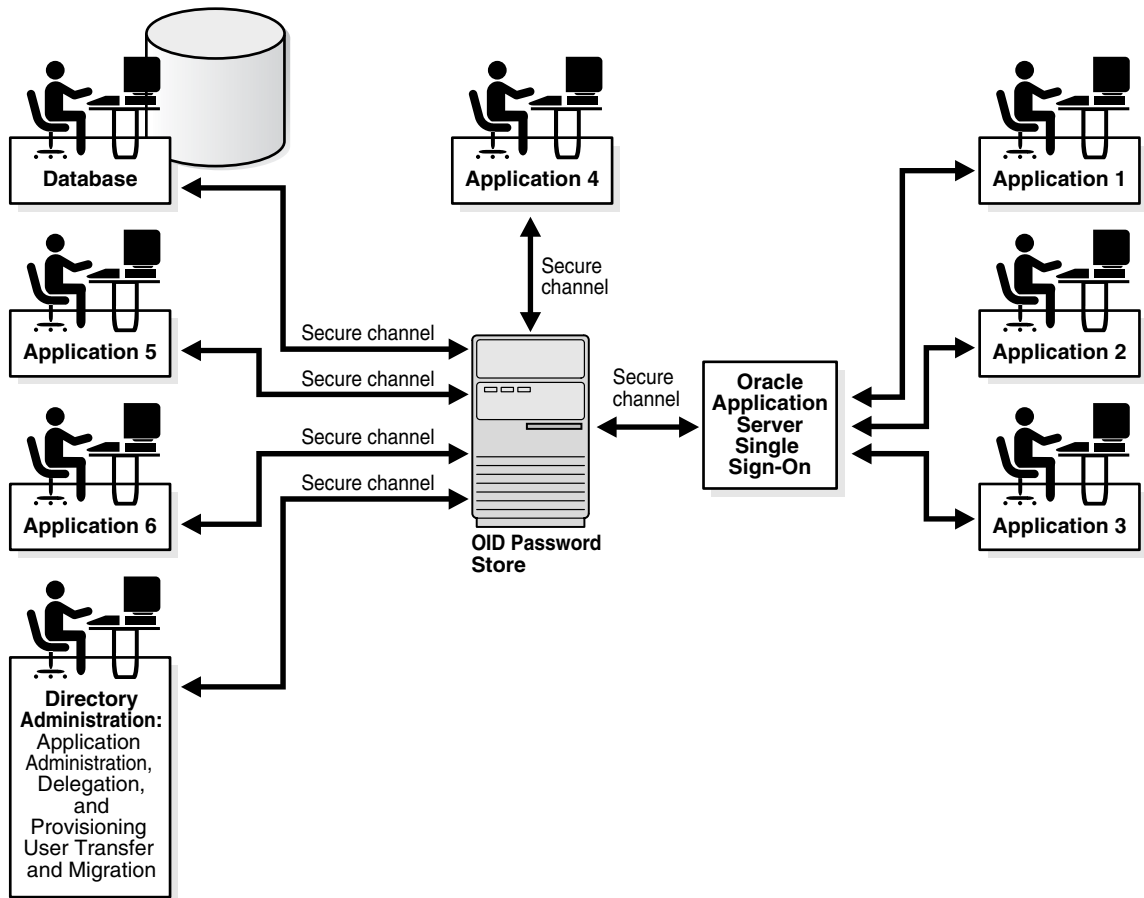 Database
Application 4
Application 1
Secure
channel
Secure channel
Application 5
Application 2
Secure channel
Secure
channel
Oracle
Application
Server
Single
Sign-On
Secure channel
Secure channel
Application 6
Application 3
OID Password
Store
Directory
Administration:
Application
Administration,
Delegation,
and
Provisioning
User Transfer
and Migration